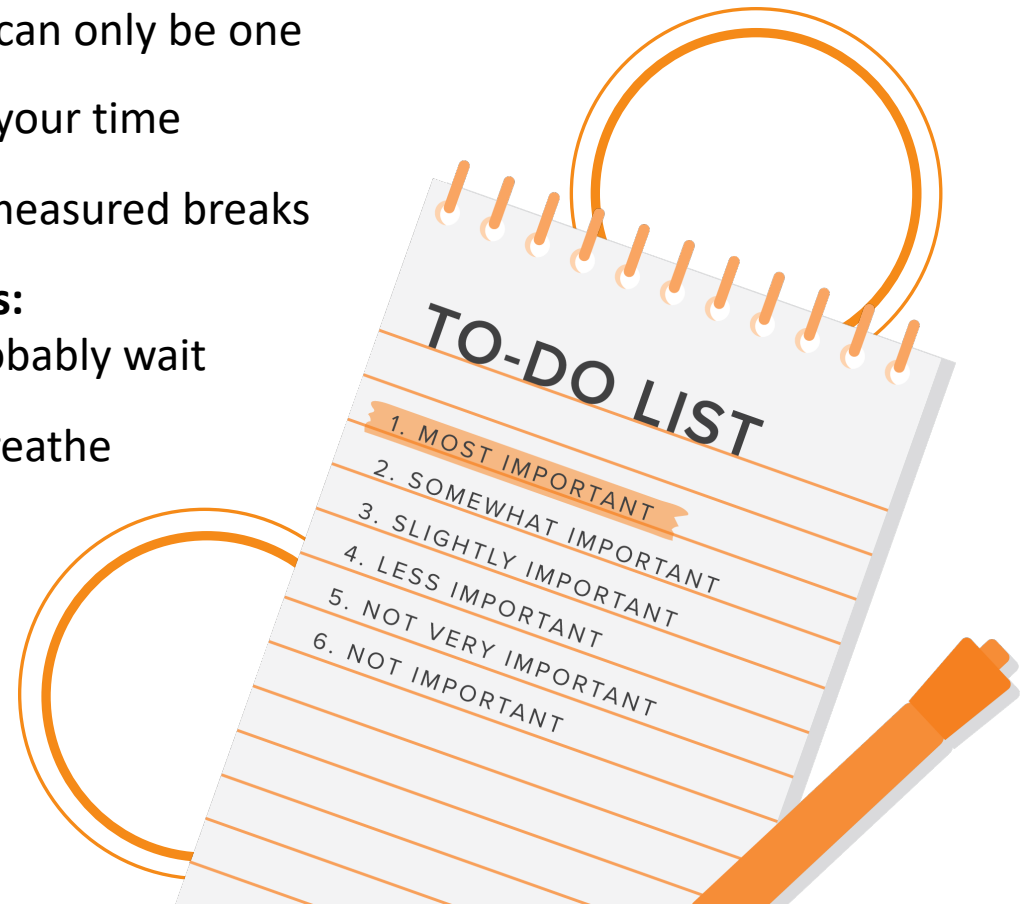 can only be one
your time
measured breaks
s:
obably wait
reathe
TO-DO LIST
1. MOST IMPORTANT
2. SOMEWHAT IMPORTANT
3. SLIGHTLY IMPORTANT
4. LESS IMPORTANT
5. NOT VERY IMPORTANT
6. NOT IMPORTANT